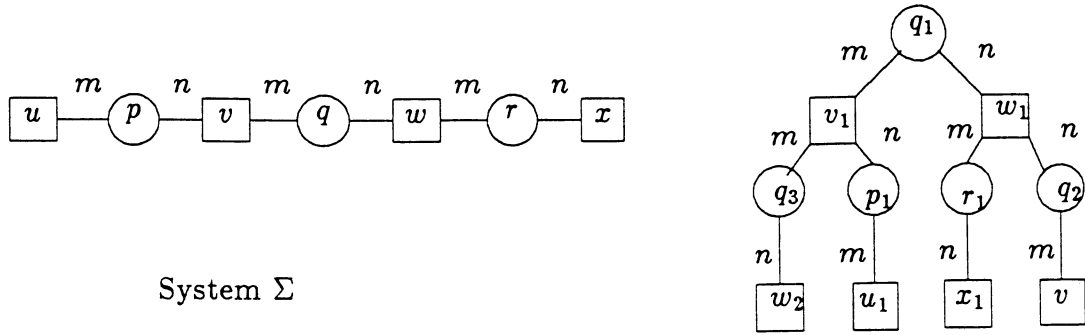 q₁
m n
m n m n m n
u p v q w r x
v₁ w₁
m n m n
q₃ p₁ r₁ q₂
n m n m
System Σ
w₂ u₁ x₁ v